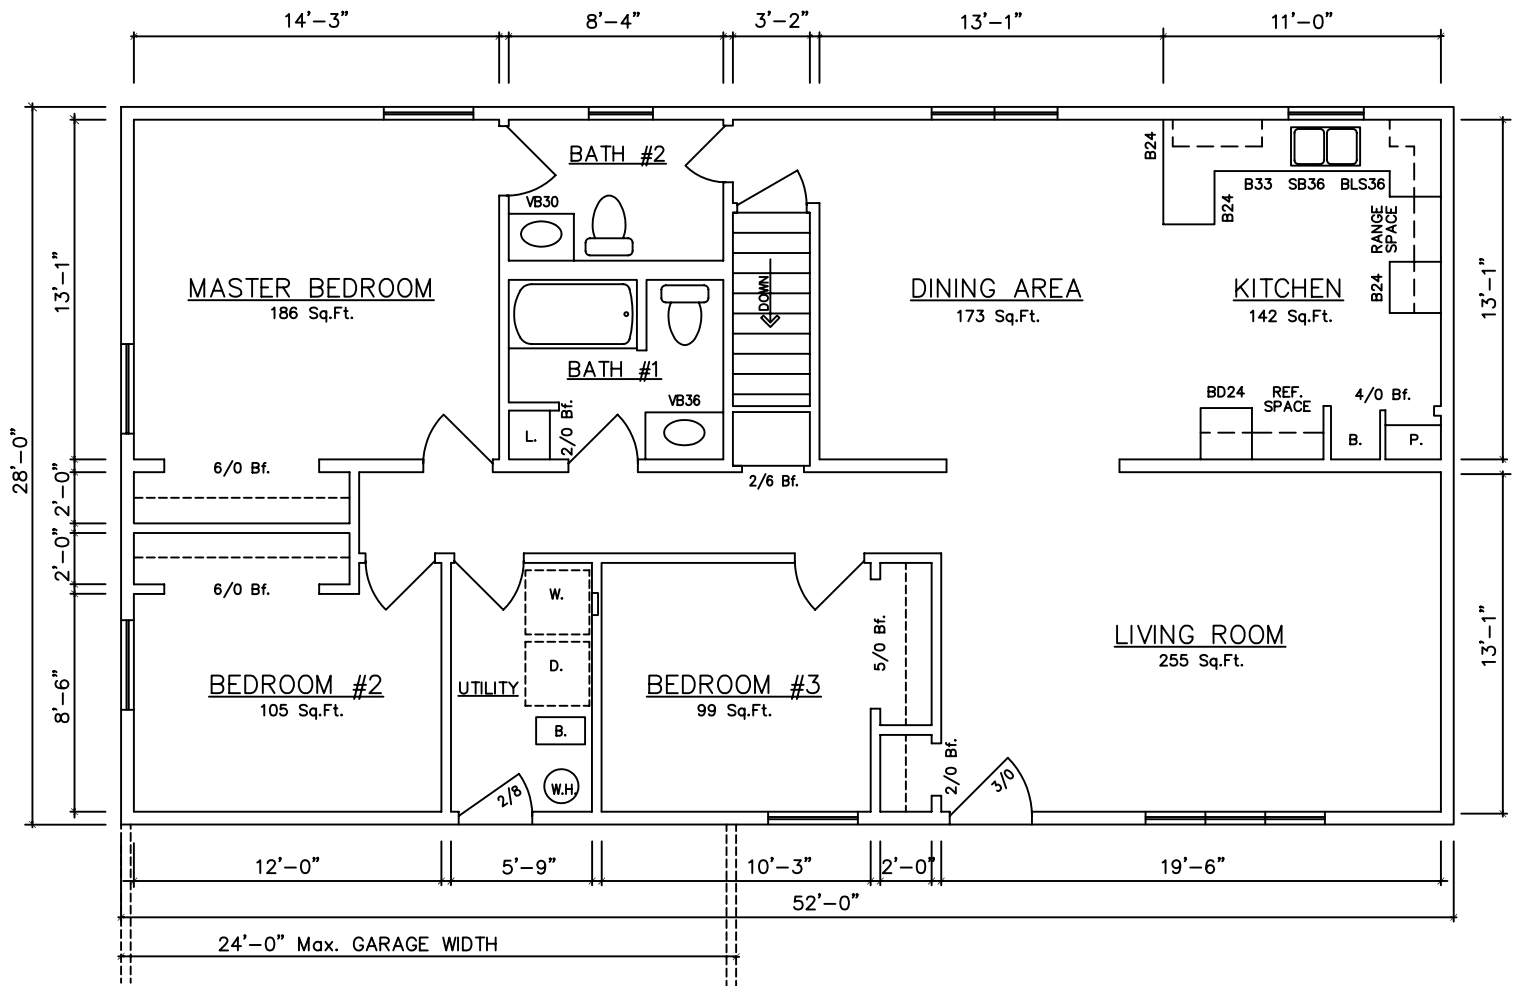 14'-3"
8'-4"
3'-2"
13'-1"
11'-0"
BATH #2
B24
B33
SB36
BLS36
VB30
B24
RANGE
SPACE
13'-1"
MASTER BEDROOM
186 Sq.Ft.
DOWN
DINING AREA
173 Sq.Ft.
KITCHEN
142 Sq.Ft.
B24
13'-1"
BATH #1
VB36
BD24
REF.
SPACE
4/0 Bf.
L.
2/0 Bf.
B.
P.
28'-0"
6/0 Bf.
2/6 Bf.
2'-0"
2'-0"
6/0 Bf.
W.
D.
5/0 Bf.
LIVING ROOM
255 Sq.Ft.
13'-1"
8'-6"
BEDROOM #2
105 Sq.Ft.
UTILITY
BEDROOM #3
99 Sq.Ft.
B.
2/0 Bf.
2/8
W.H.
3/0
12'-0"
5'-9"
10'-3"
2'-0"
19'-6"
52'-0"
24'-0" Max. GARAGE WIDTH